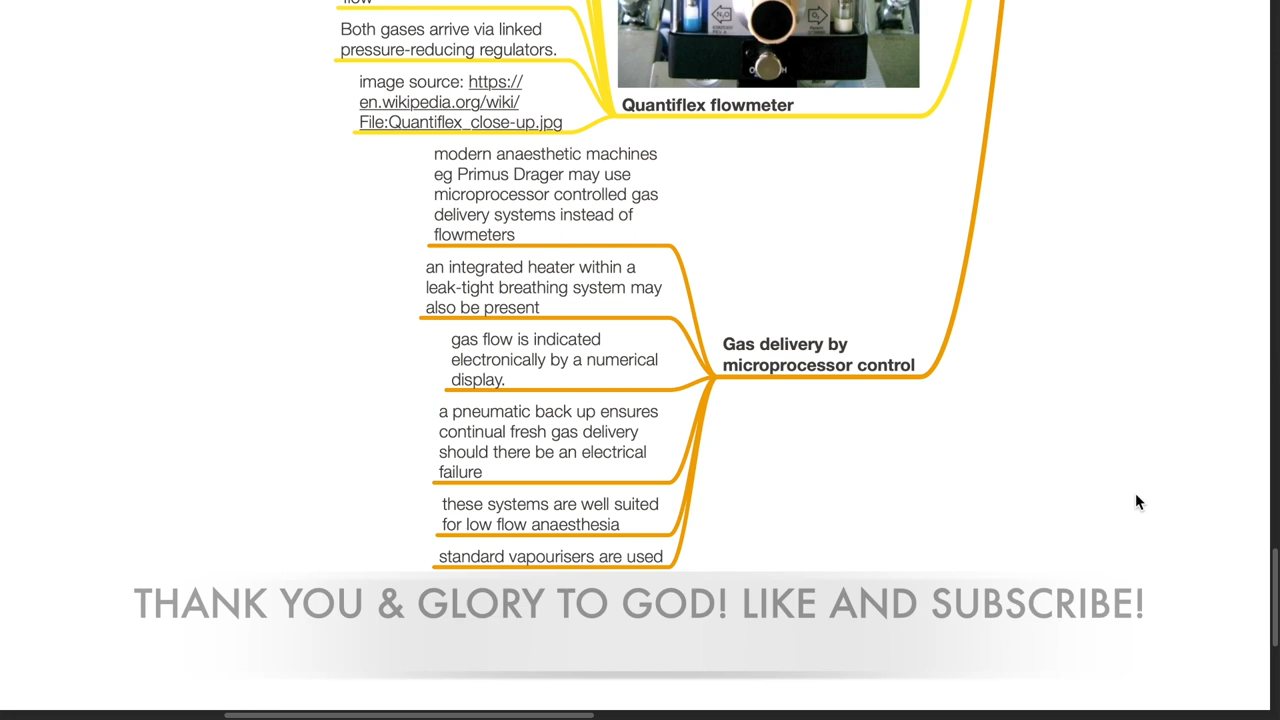 flow
Both gases arrive via linked
pressure-reducing regulators.
image source: https://
en.wikipedia.org/wiki/
File:Quantiflex_close-up.jpg
N₂O
O₂
Quantiflex flowmeter
modern anaesthetic machines
eg Primus Drager may use
microprocessor controlled gas
delivery systems instead of
flowmeters
an integrated heater within a
leak-tight breathing system may
also be present
gas flow is indicated
electronically by a numerical
display.
a pneumatic back up ensures
continual fresh gas delivery
should there be an electrical
failure
these systems are well suited
for low flow anaesthesia
standard vapourisers are used
Gas delivery by
microprocessor control
THANK YOU & GLORY TO GOD! LIKE AND SUBSCRIBE!